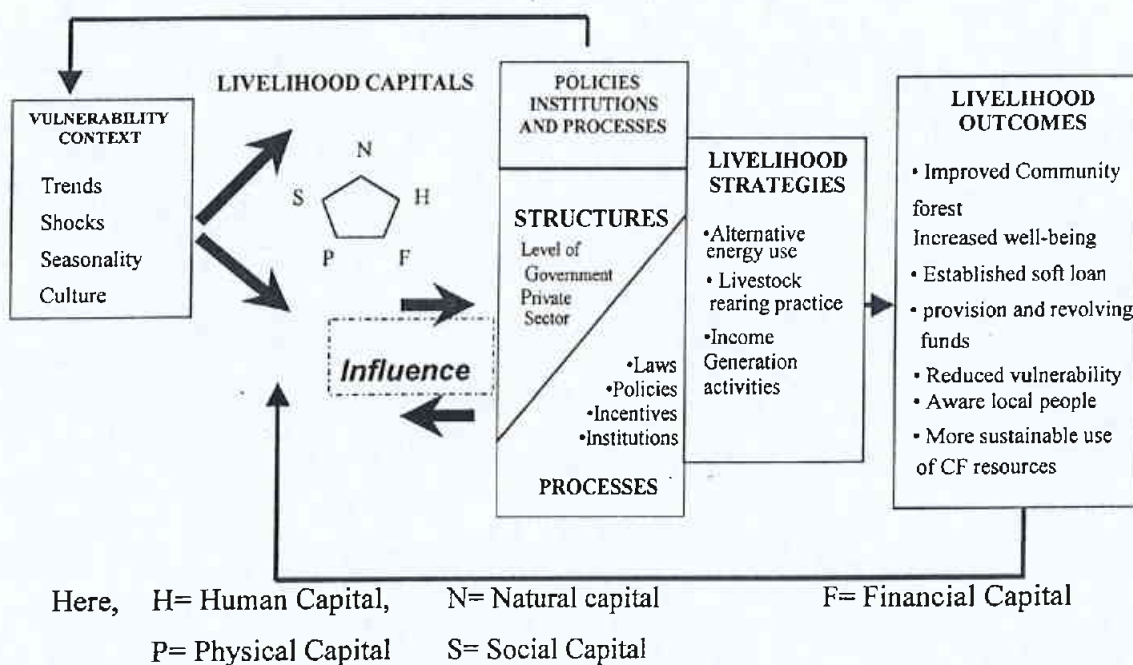 VULNERABILITY
CONTEXT
Trends
Shocks
Seasonality
Culture
LIVELIHOOD CAPITALS
N
S
H
P
F
Influence
POLICIES
INSTITUTIONS
AND PROCESSES
STRUCTURES
Level of
Government
Private
Sector
•Laws
•Policies
•Incentives
•Institutions
PROCESSES
LIVELIHOOD
STRATEGIES
•Alternative
energy use
• Livestock
rearing practice
•Income
Generation
activities
LIVELIHOOD
OUTCOMES
• Improved Community
forest
Increased well-being
• Established soft loan
• provision and revolving
funds
• Reduced vulnerability
• Aware local people
• More sustainable use
of CF resources
Here, H= Human Capital, N= Natural capital F= Financial Capital
P= Physical Capital S= Social Capital